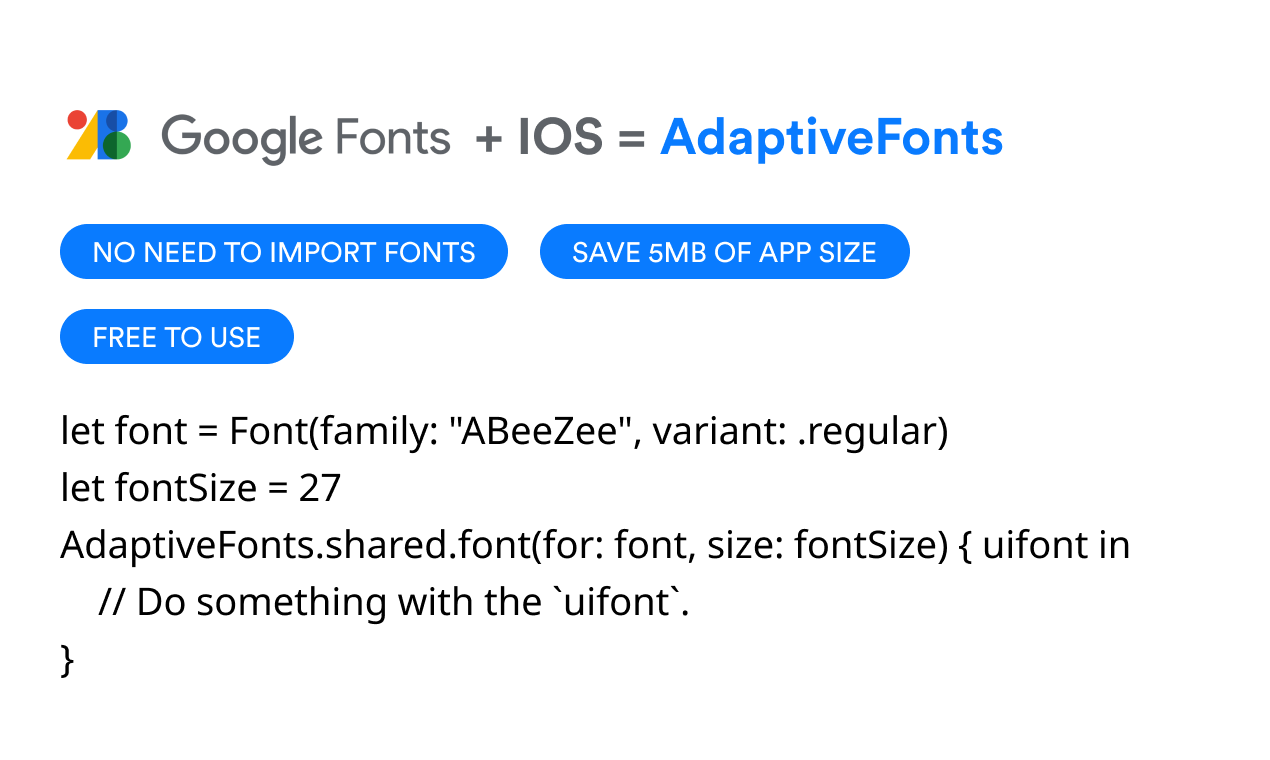 Google Fonts + IOS = AdaptiveFonts
NO NEED TO IMPORT FONTS SAVE 5MB OF APP SIZE
FREE TO USE
let font = Font(family: "ABeeZee", variant: .regular)
let fontSize = 27
AdaptiveFonts.shared.font(for: font, size: fontSize) { uifont in
    // Do something with the `uifont`.
}